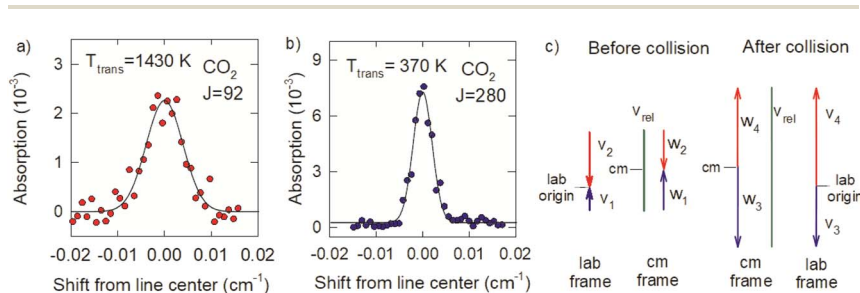 a)
T_trans=1430 K
CO₂
J=92
Absorption (10⁻³)
3
2
1
0
-0.02 -0.01 0.00 0.01 0.02
Shift from line center (cm⁻¹)
b)
T_trans=370 K
CO₂
J=280
Absorption (10⁻³)
9
6
3
0
-0.02 -0.01 0.00 0.01 0.02
Shift from line center (cm⁻¹)
c)
Before collision
v_rel
v₂
w₂
cm
lab
origin
v₁
w₁
lab
frame
cm
frame
After collision
w₄
v_rel
v₄
cm
lab
origin
w₃
v₃
cm
frame
lab
frame